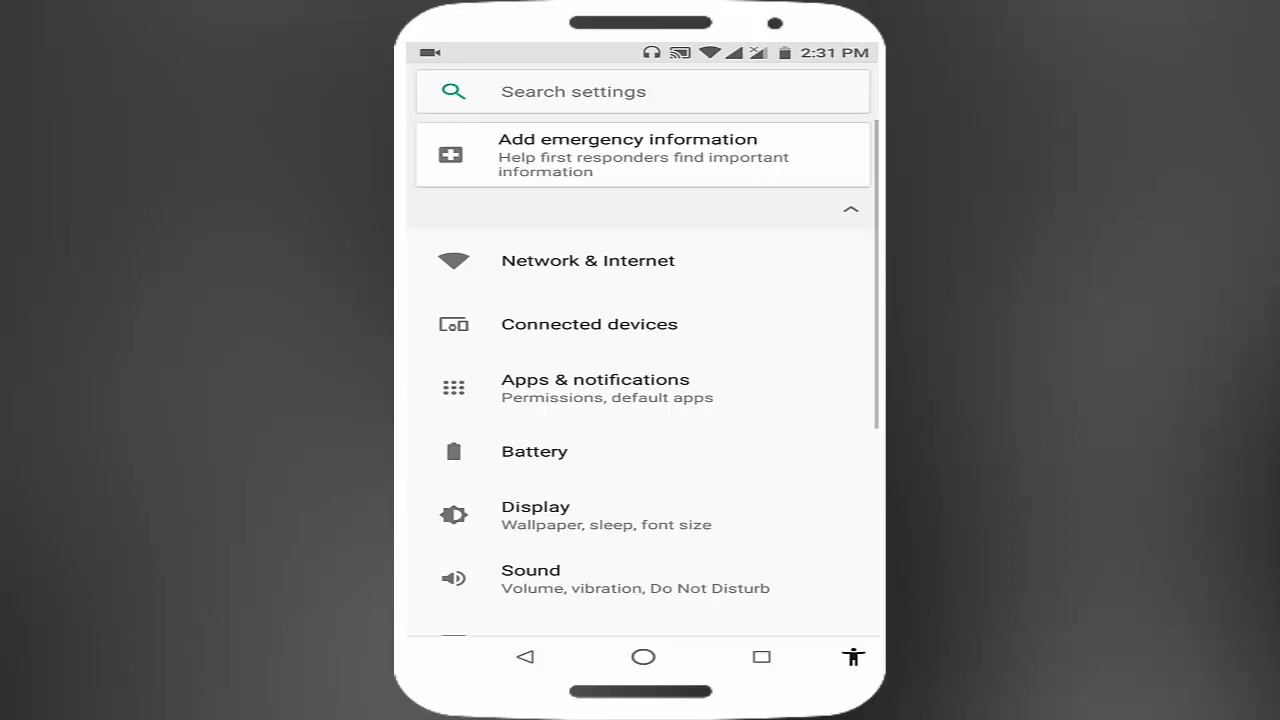 2:31 PM
Search settings
Add emergency information
Help first responders find important
information
Network & Internet
Connected devices
Apps & notifications
Permissions, default apps
Battery
Display
Wallpaper, sleep, font size
Sound
Volume, vibration, Do Not Disturb